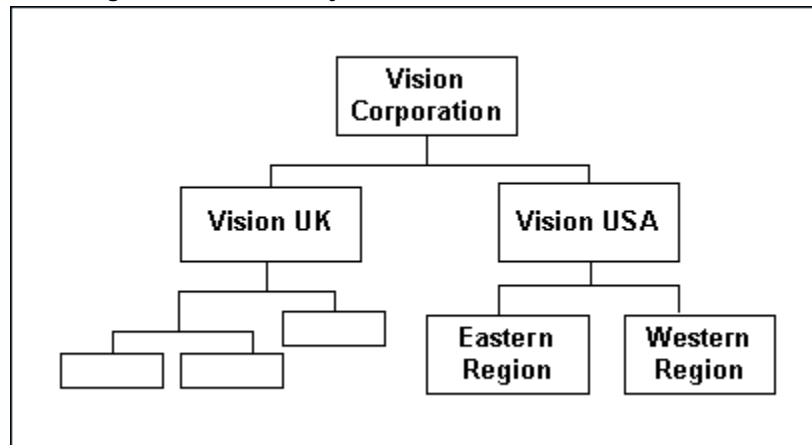 Vision
Corporation
Vision UK
Vision USA
Eastern
Region
Western
Region